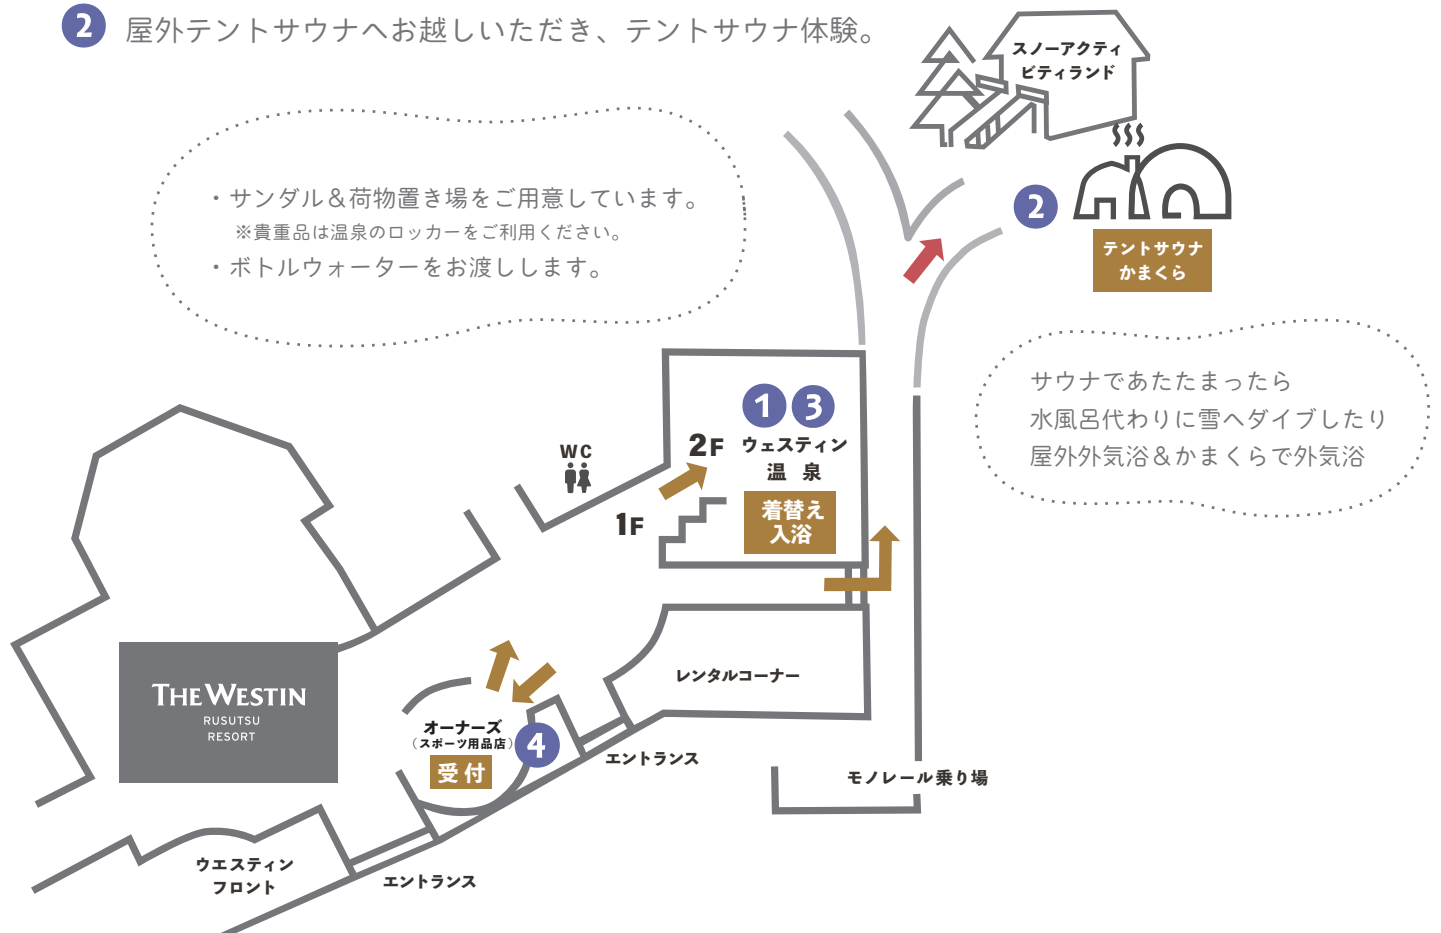 2 屋外テントサウナへお越しいただき、テントサウナ体験。
スノーアクティ
ビティランド
・サンダル＆荷物置き場をご用意しています。
※貴重品は温泉のロッカーをご利用ください。
・ボトルウォーターをお渡しします。
2
テントサウナ
かまくら
サウナであたたまったら
水風呂代わりに雪へダイブしたり
屋外外気浴＆かまくらで外気浴
1 3
ウェスティン
温泉
着替え
入浴
WC
2F
1F
THE WESTIN
RUSUTSU
RESORT
レンタルコーナー
オーナーズ
（スポーツ用品店）
受付
4
エントランス
モノレール乗り場
ウエスティン
フロント
エントランス